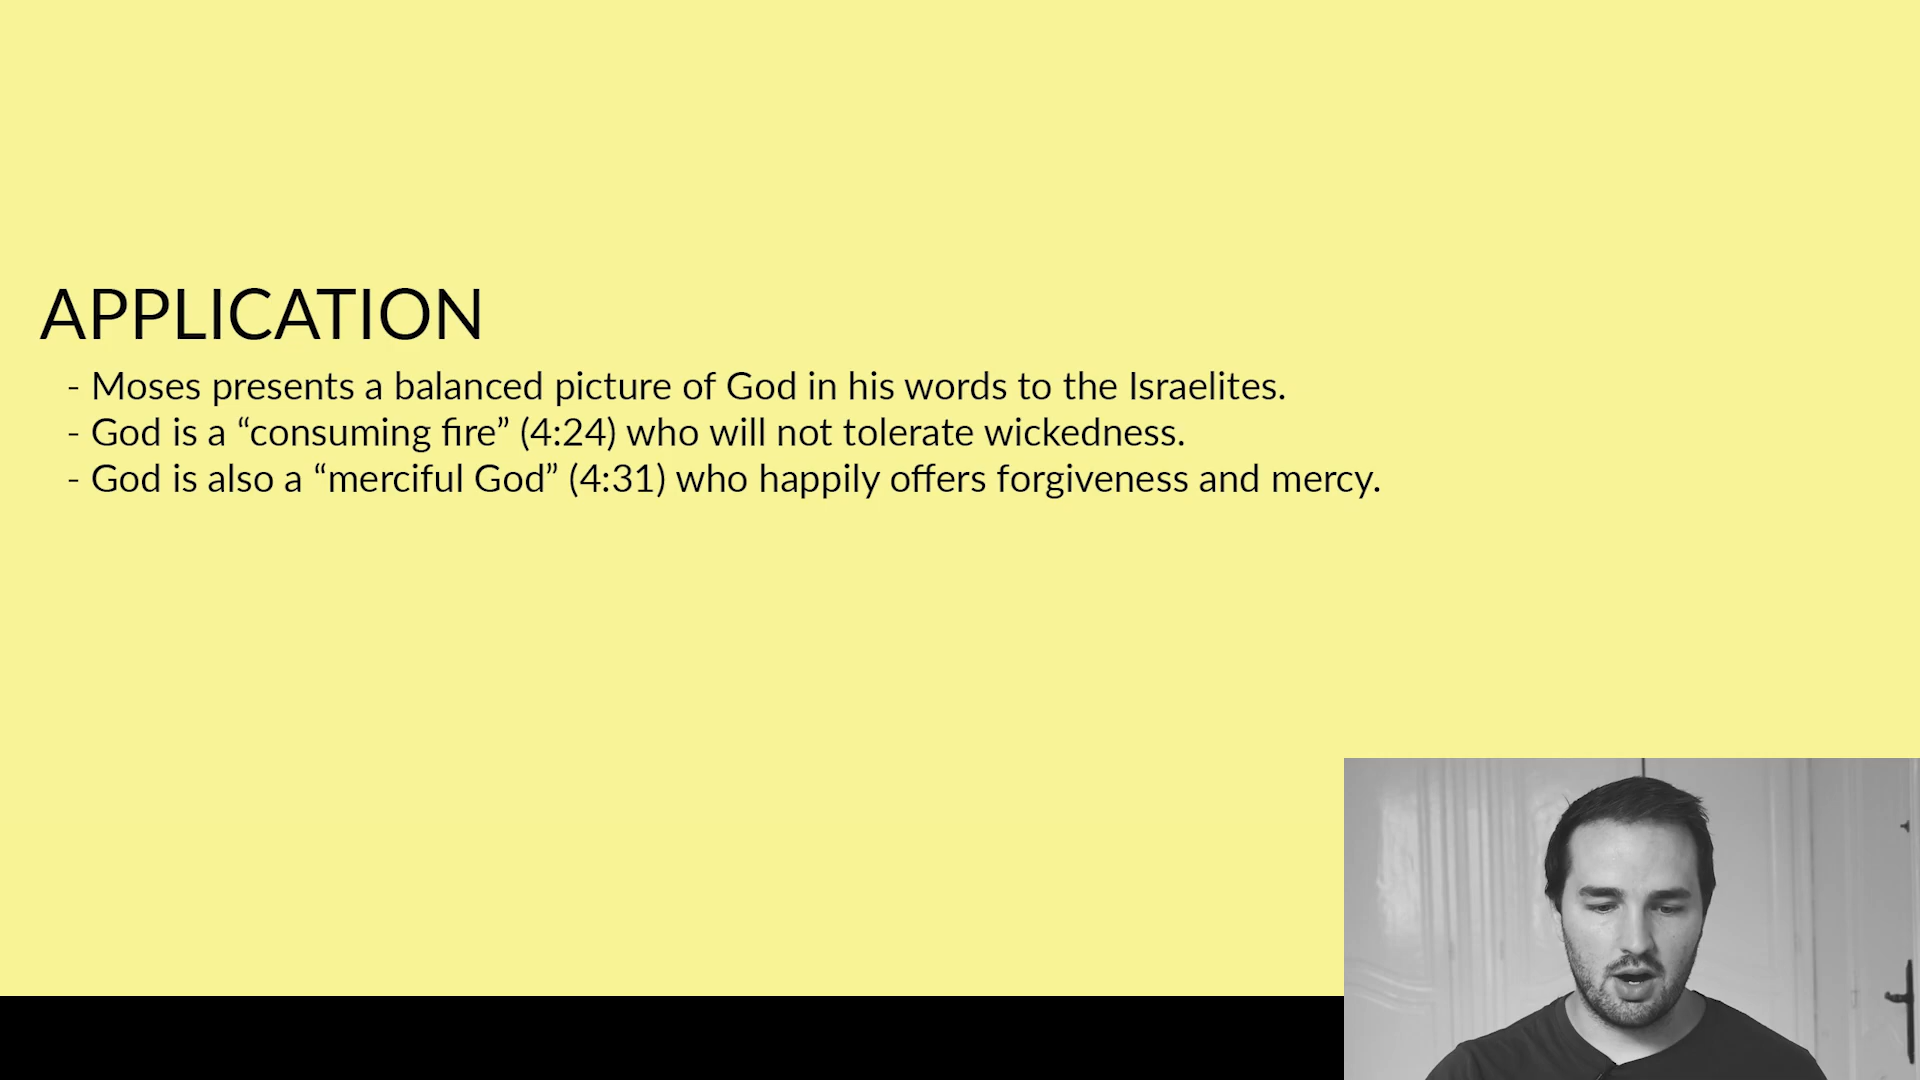 APPLICATION
- Moses presents a balanced picture of God in his words to the Israelites.
- God is a “consuming fire” (4:24) who will not tolerate wickedness.
- God is also a “merciful God” (4:31) who happily offers forgiveness and mercy.